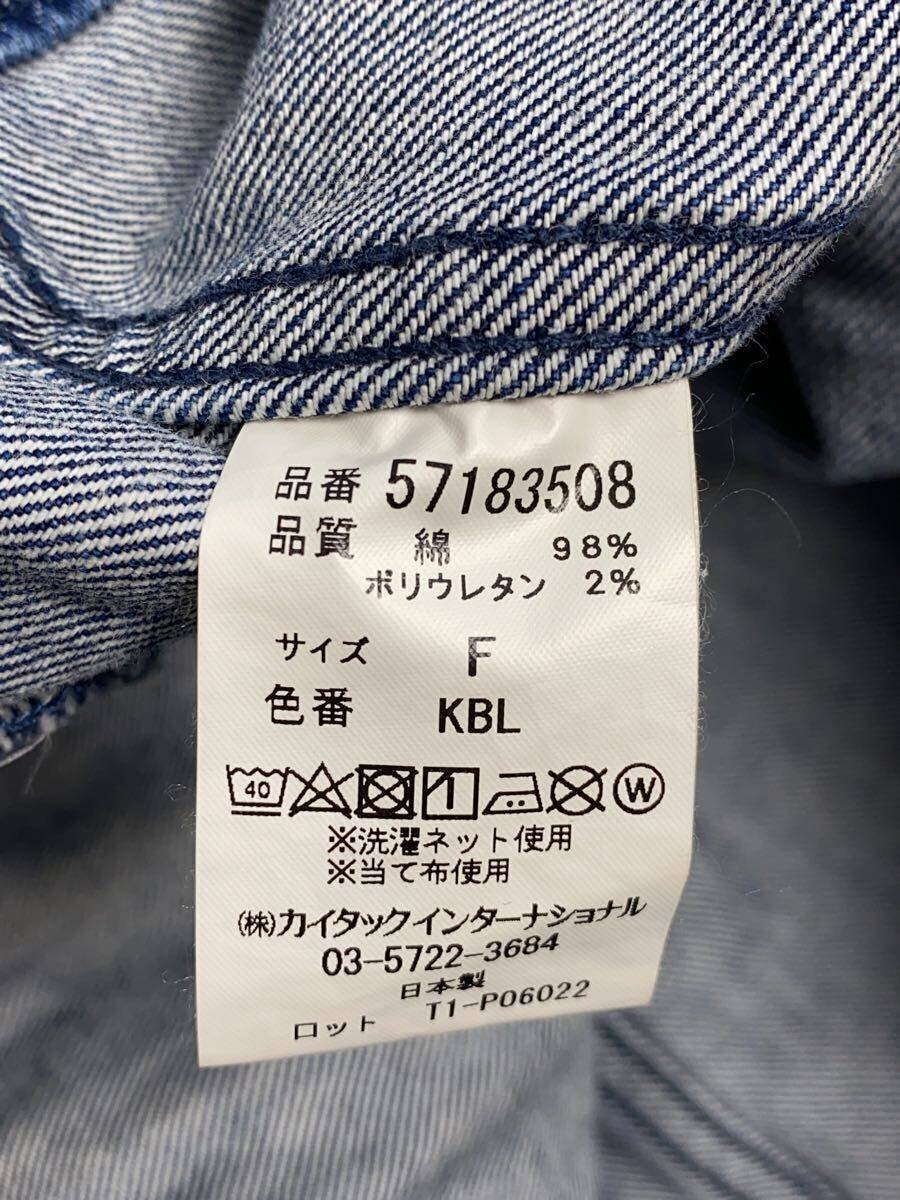 品番 57183508
品質 綿 98%
ポリウレタン 2%
サイズ F
色番 KBL
40 W
※洗濯ネット使用
※当て布使用
(株)カイタックインターナショナル
03-5722-3684
日本製
ロット T1-P06022